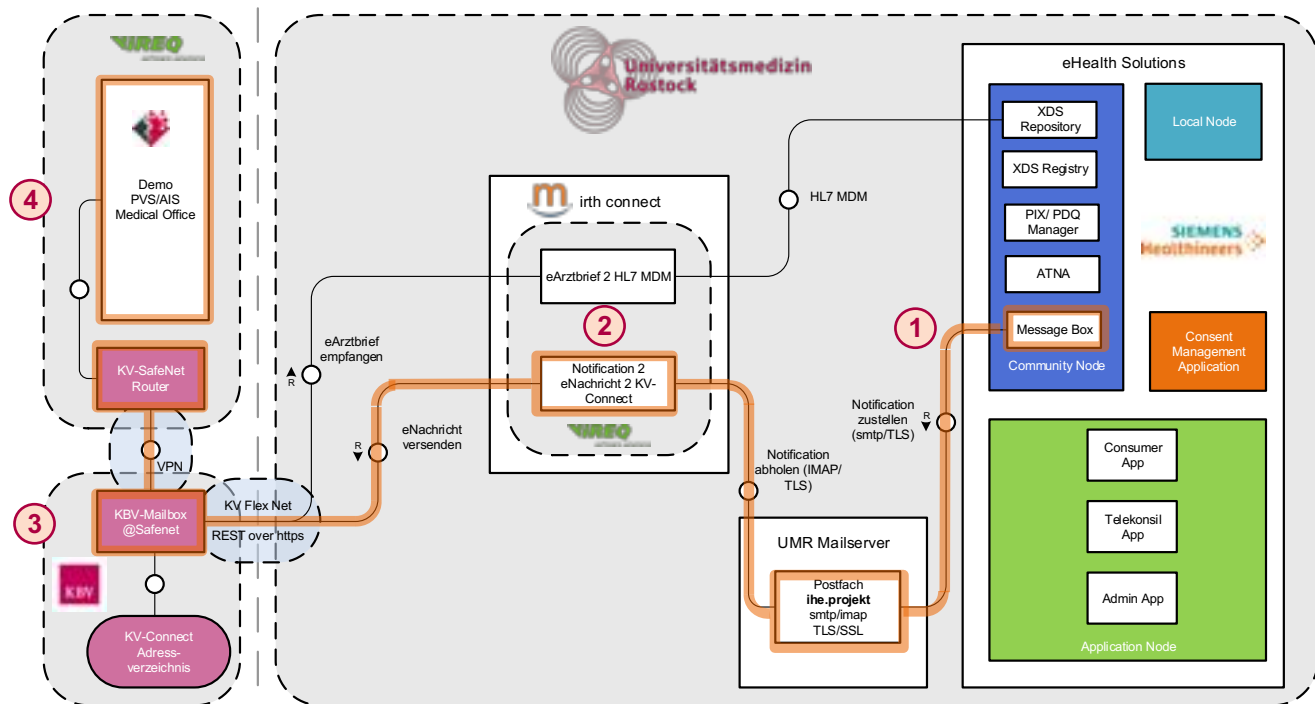 VIREQ
Universitätsmedizin
Rostock
eHealth Solutions
XDS
Repository
XDS Registry
PIX/ PDQ
Manager
ATNA
Message Box
Community Node
Local Node
SIEMENS
Healthineers
Consent
Management
Application
Consumer
App
Telekonsil
App
Admin App
Application Node
1
Notification
zustellen
(smtp/TLS)
R
HL7 MDM
m
irth connect
eArztbrief 2 HL7 MDM
2
Notification 2
eNachricht 2 KV-
Connect
VIREQ
Notification
abholen (IMAP/
TLS)
UMR Mailserver
Postfach
ihe.projekt
smtp/imap
TLS/SSL
eArztbrief
empfangen
R
eNachricht
versenden
R
KV Flex Net
REST over https
4
Demo
PVS/AIS
Medical Office
KV-SafeNet
Router
VPN
3
KBV-Mailbox
@Safenet
KBV
KV-Connect
Adress-
verzeichnis